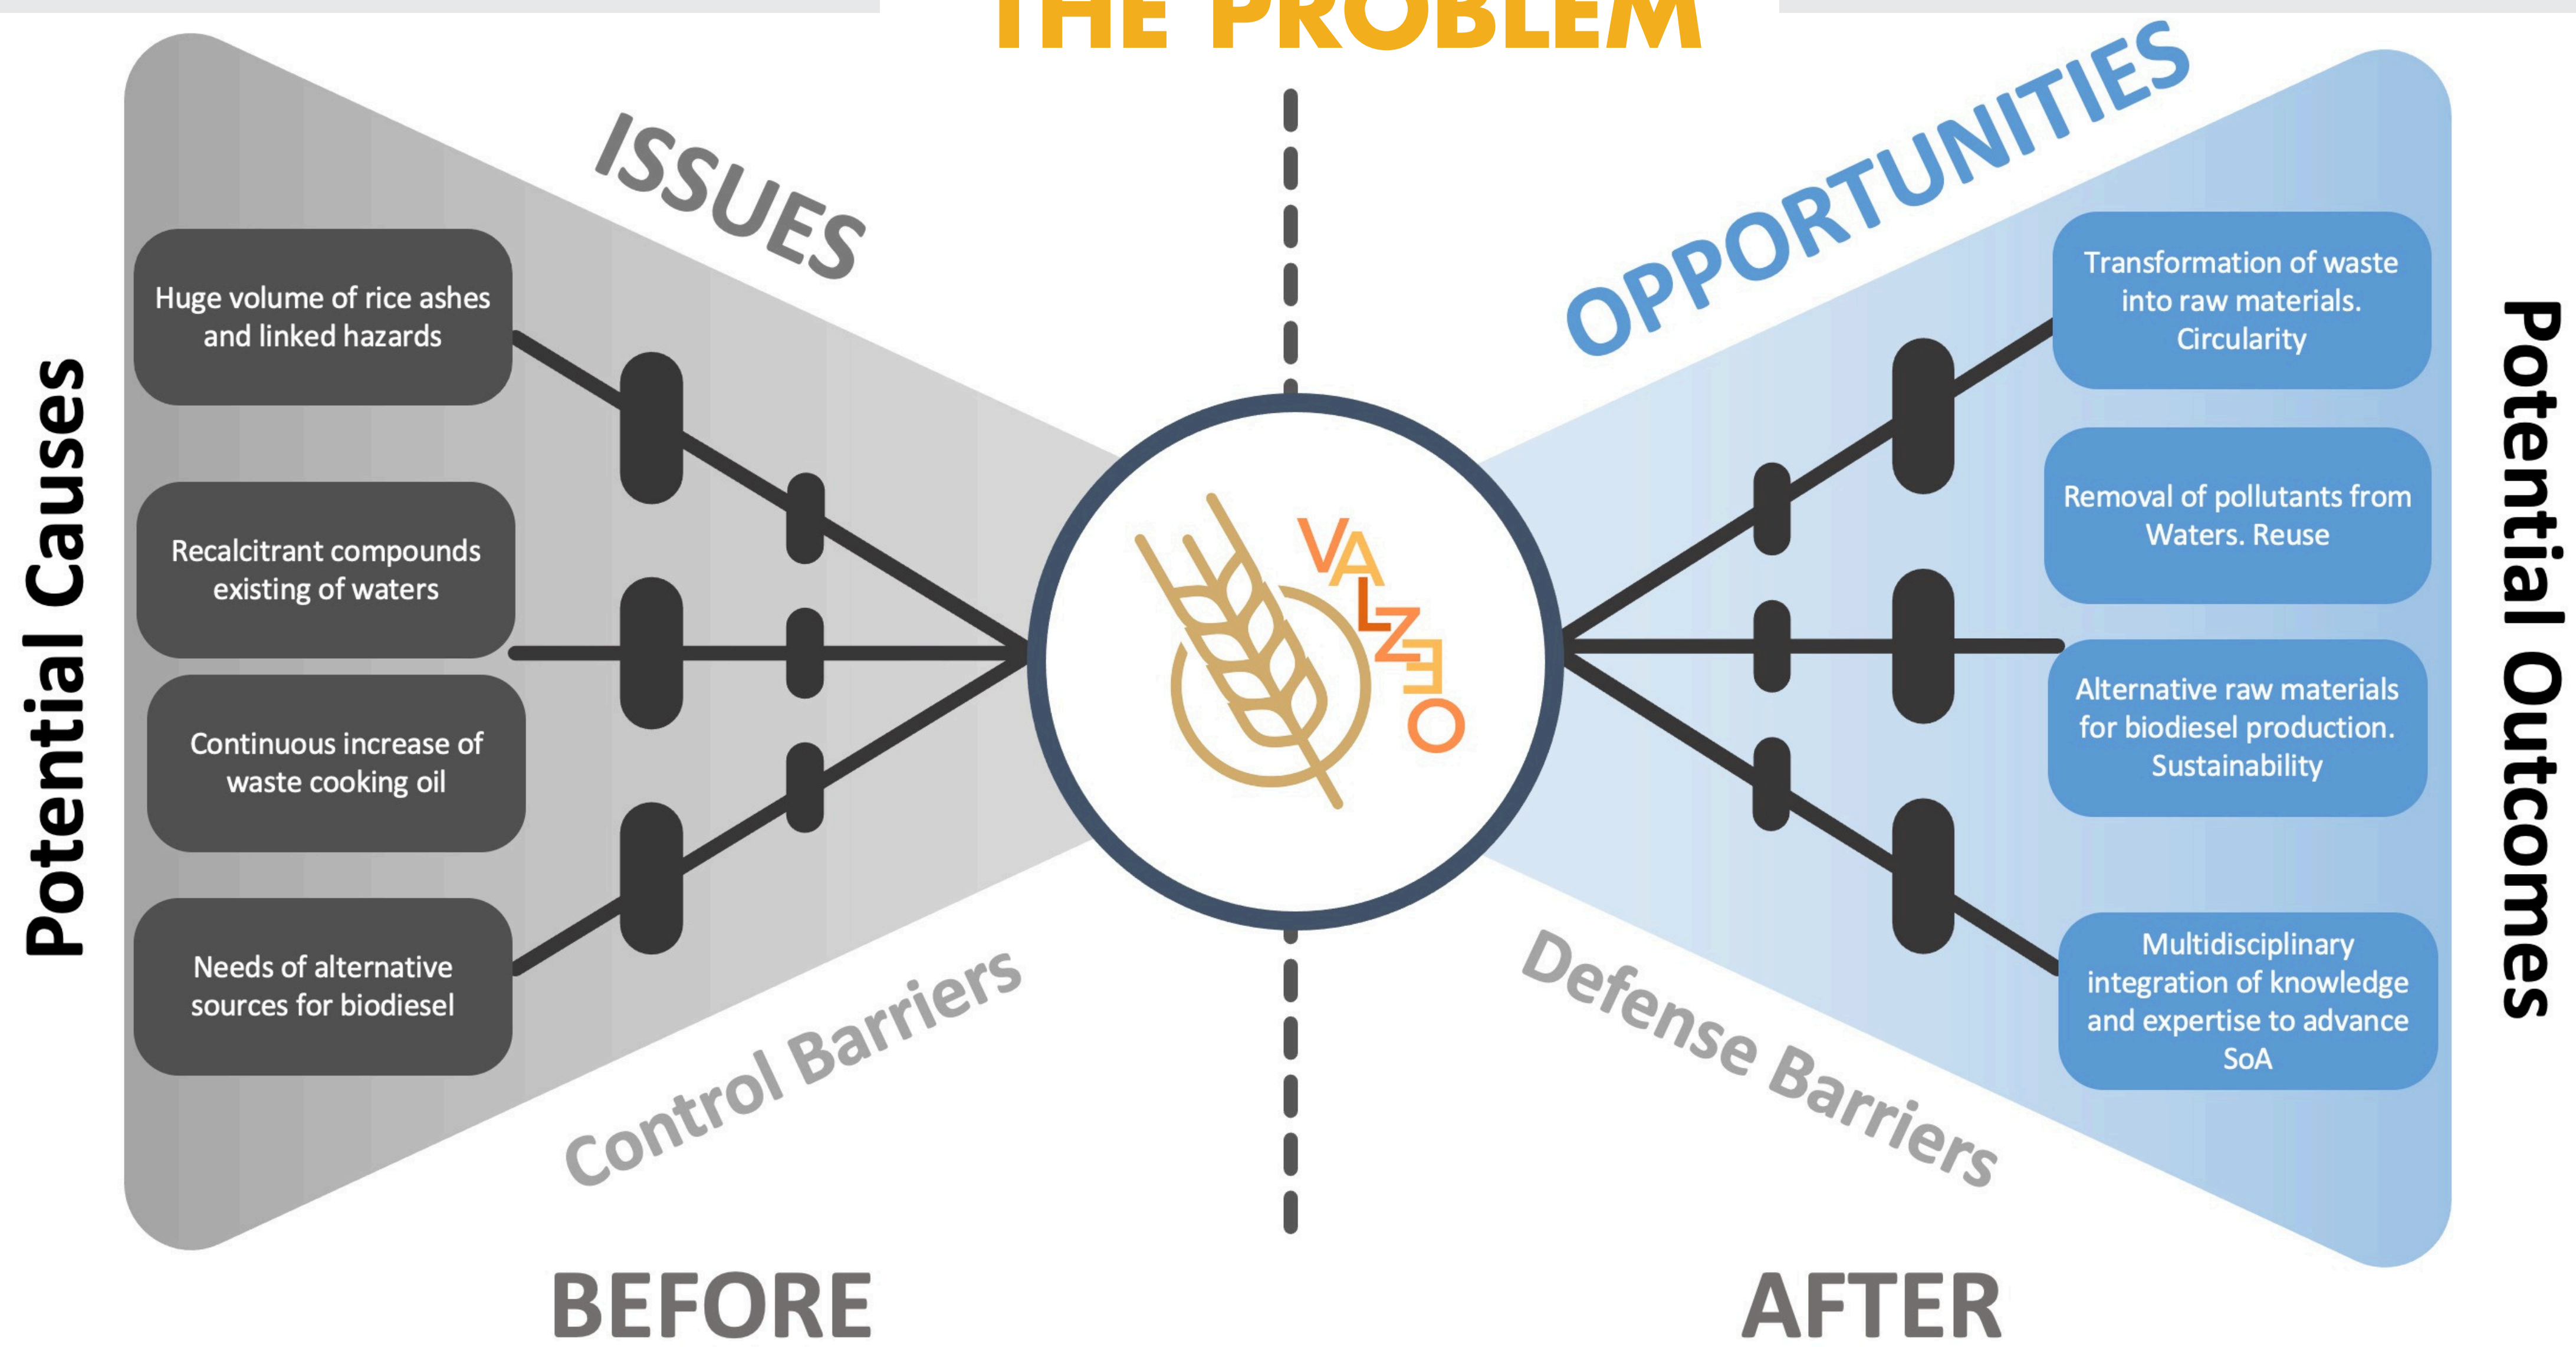 THE PROBLEM
ISSUES
OPPORTUNITIES
Potential Causes
Huge volume of rice ashes
and linked hazards
Recalcitrant compounds
existing of waters
Continuous increase of
waste cooking oil
Needs of alternative
sources for biodiesel
Control Barriers
BEFORE
VALZEO
Transformation of waste
into raw materials.
Circularity
Removal of pollutants from
Waters. Reuse
Alternative raw materials
for biodiesel production.
Sustainability
Multidisciplinary
integration of knowledge
and expertise to advance
SoA
Potential Outcomes
Defense Barriers
AFTER